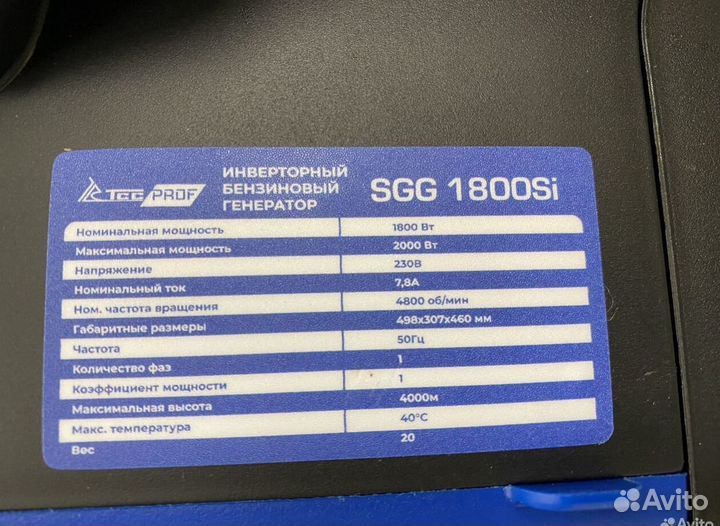 ТСС PROF
ИНВЕРТОРНЫЙ
БЕНЗИНОВЫЙ
ГЕНЕРАТОР
SGG 1800Si
Номинальная мощность 1800 Вт
Максимальная мощность 2000 Вт
Напряжение 230В
Номинальный ток 7,8А
Ном. частота вращения 4800 об/мин
Габаритные размеры 498x307x460 мм
Частота 50Гц
Количество фаз 1
Коэффициент мощности 1
Максимальная высота 4000м
Макс. температура 40°С
Вес 20
Avito
Avito